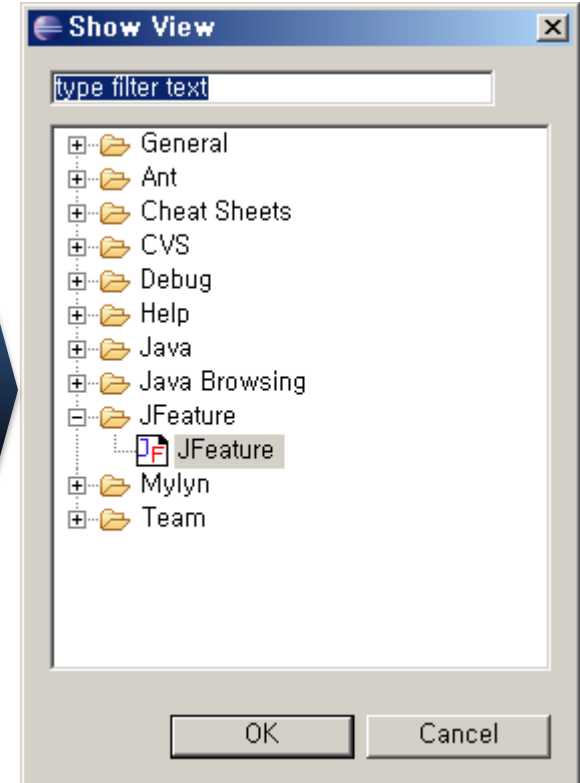 Show View
type filter text
General
Ant
Cheat Sheets
CVS
Debug
Help
Java
Java Browsing
JFeature
JFeature
Mylyn
Team
OK Cancel